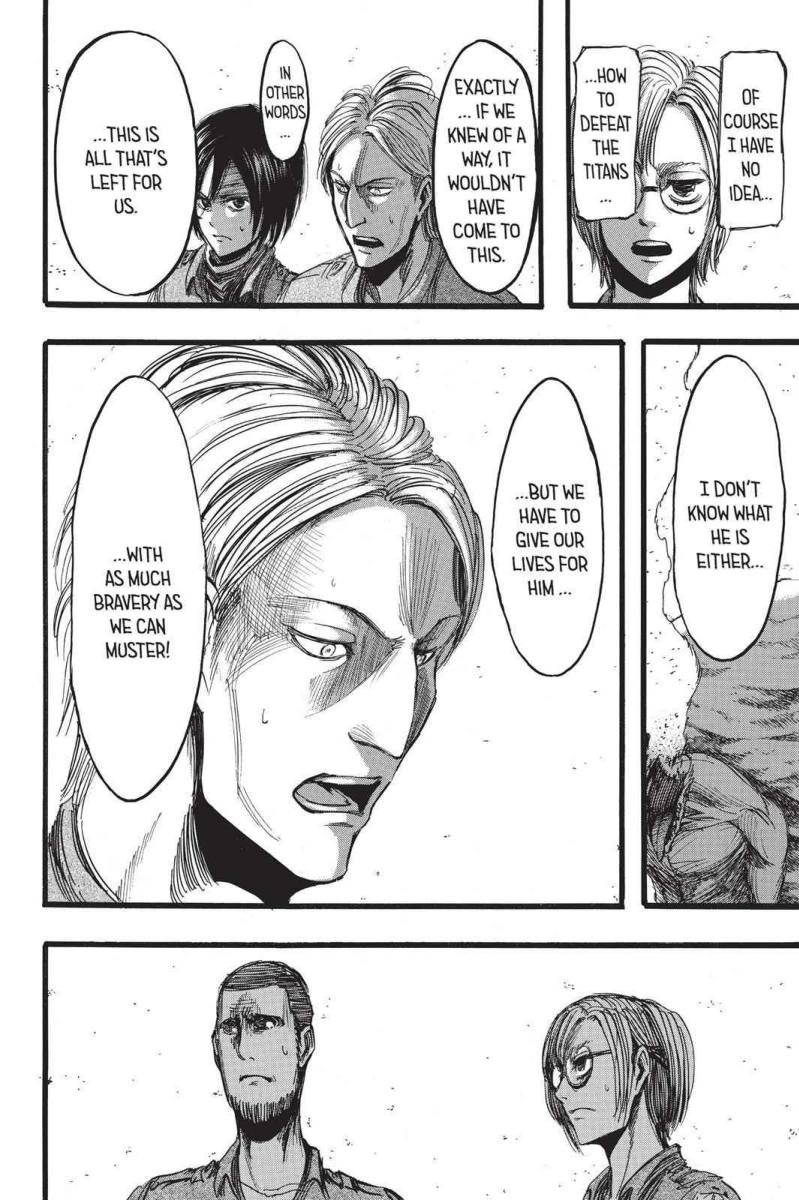 OF
COURSE
I HAVE
NO
IDEA...
...HOW
TO
DEFEAT
THE
TITANS
...
EXACTLY
... IF WE
KNEW OF A
WAY, IT
WOULDN'T
HAVE
COME TO
THIS.
IN
OTHER
WORDS
...
...THIS IS
ALL THAT'S
LEFT FOR
US.
I DON'T
KNOW WHAT
HE IS
EITHER...
...BUT WE
HAVE TO
GIVE OUR
LIVES FOR
HIM ...
...WITH
AS MUCH
BRAVERY AS
WE CAN
MUSTER!